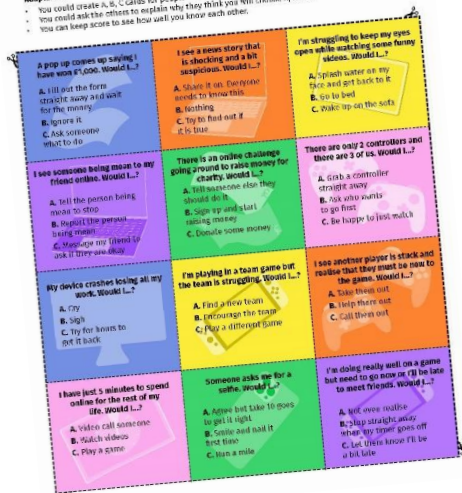 You could create A, B, C cards for people
You could ask the others to explain why they think you will choose
You can keep score to see how well you know each other.
A pop up comes up saying I
have won £1,000. Would I...?
A. Fill out the form
straight away and wait
for the money
B. Ignore it
C. Ask someone
what to do
I see a news story that
is shocking and a bit
suspicious. Would I...?
A. Share it on. Everyone
needs to know this
B. Nothing
C. Try to find out if
it is true
I'm struggling to keep my eyes
open while watching some funny
videos. Would I...?
A. Splash water on my
face and get back to it
B. Go to bed
C. Wake up on the sofa
I see someone being mean to my
friend online. Would I...?
A. Tell the person being
mean to stop
B. Report the person
being mean
C. Message my friend to
ask if they are okay
There is an online challenge
going around to raise money for
charity. Would I...?
A. Tell someone else they
should do it
B. Sign up and start
raising money
C. Donate some money
There are only 2 controllers and
there are 3 of us. Would I...?
A. Grab a controller
straight away
B. Ask who wants
to go first
C. Be happy to just watch
My device crashes losing all my
work. Would I...?
A. Cry
B. Sigh
C. Try for hours to
get it back
I'm playing in a team game but
the team is struggling. Would I...?
A. Find a new team
B. Encourage the team
C. Play a different game
I see another player is stuck and
realise that they must be new to
the game. Would I...?
A. Take them out
B. Help them out
C. Call them out
I have just 5 minutes to spend
online for the rest of my
life. Would I...?
A. Video call someone
B. Watch videos
C. Play a game
Someone asks me for a
selfie. Would I...?
A. Agree but take 10 goes
to get it right
B. Smile and nail it
first time
C. Run a mile
I'm doing really well on a game
but need to go now or I'll be late
to meet friends. Would I...?
A. Not even realise
B. Stop straight away
when my timer goes off
C. Let them know I'll be
a bit late